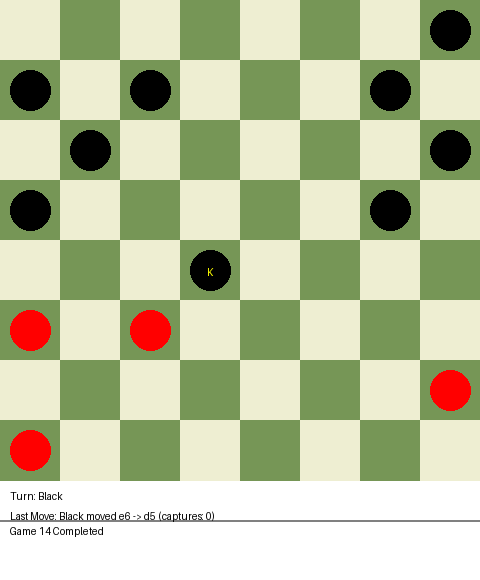 K
Turn: Black
Last Move: Black moved e6 -> d5 (captures: 0)
Game 14 Completed